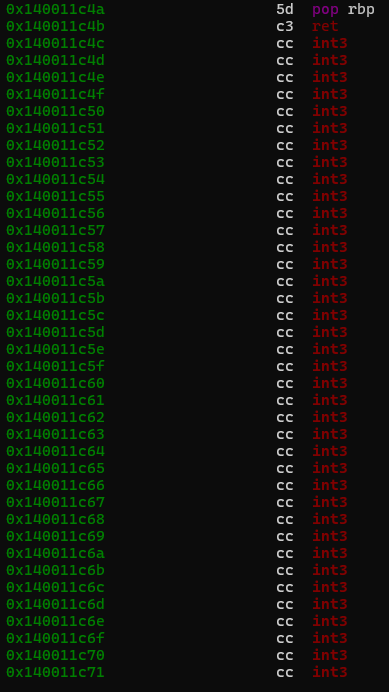 0x140011c4a 5d pop rbp
0x140011c4b c3 ret
0x140011c4c cc int3
0x140011c4d cc int3
0x140011c4e cc int3
0x140011c4f cc int3
0x140011c50 cc int3
0x140011c51 cc int3
0x140011c52 cc int3
0x140011c53 cc int3
0x140011c54 cc int3
0x140011c55 cc int3
0x140011c56 cc int3
0x140011c57 cc int3
0x140011c58 cc int3
0x140011c59 cc int3
0x140011c5a cc int3
0x140011c5b cc int3
0x140011c5c cc int3
0x140011c5d cc int3
0x140011c5e cc int3
0x140011c5f cc int3
0x140011c60 cc int3
0x140011c61 cc int3
0x140011c62 cc int3
0x140011c63 cc int3
0x140011c64 cc int3
0x140011c65 cc int3
0x140011c66 cc int3
0x140011c67 cc int3
0x140011c68 cc int3
0x140011c69 cc int3
0x140011c6a cc int3
0x140011c6b cc int3
0x140011c6c cc int3
0x140011c6d cc int3
0x140011c6e cc int3
0x140011c6f cc int3
0x140011c70 cc int3
0x140011c71 cc int3